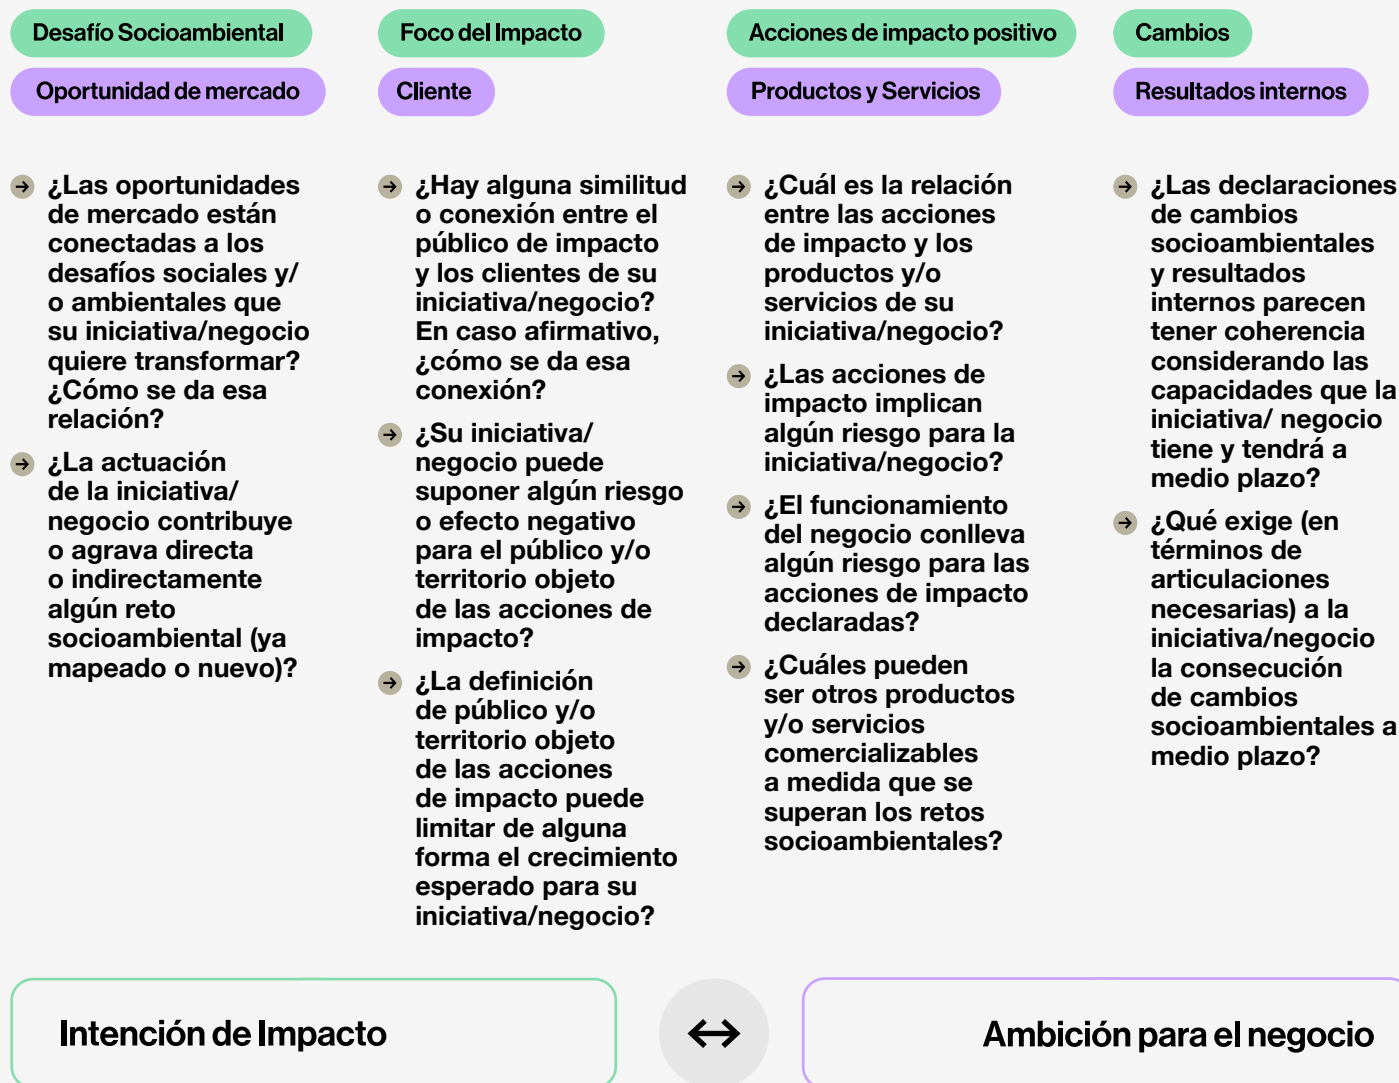 Desafío Socioambiental
Oportunidad de mercado
¿Las oportunidades
de mercado están
conectadas a los
desafíos sociales y/
o ambientales que
su iniciativa/negocio
quiere transformar?
¿Cómo se da esa
relación?
¿La actuación
de la iniciativa/
negocio contribuye
o agrava directa
o indirectamente
algún reto
socioambiental (ya
mapeado o nuevo)?
Foco del Impacto
Cliente
¿Hay alguna similitud
o conexión entre el
público de impacto
y los clientes de su
iniciativa/negocio?
En caso afirmativo,
¿cómo se da esa
conexión?
¿Su iniciativa/
negocio puede
suponer algún riesgo
o efecto negativo
para el público y/o
territorio objeto
de las acciones de
impacto?
¿La definición
de público y/o
territorio objeto
de las acciones
de impacto puede
limitar de alguna
forma el crecimiento
esperado para su
iniciativa/negocio?
Acciones de impacto positivo
Productos y Servicios
¿Cuál es la relación
entre las acciones
de impacto y los
productos y/o
servicios de su
iniciativa/negocio?
¿Las acciones de
impacto implican
algún riesgo para la
iniciativa/negocio?
¿El funcionamiento
del negocio conlleva
algún riesgo para las
acciones de impacto
declaradas?
¿Cuáles pueden
ser otros productos
y/o servicios
comercializables
a medida que se
superan los retos
socioambientales?
Cambios
Resultados internos
¿Las declaraciones
de cambios
socioambientales
y resultados
internos parecen
tener coherencia
considerando las
capacidades que la
iniciativa/ negocio
tiene y tendrá a
medio plazo?
¿Qué exige (en
términos de
articulaciones
necesarias) a la
iniciativa/negocio
la consecución
de cambios
socioambientales a
medio plazo?
Intención de Impacto
Ambición para el negocio